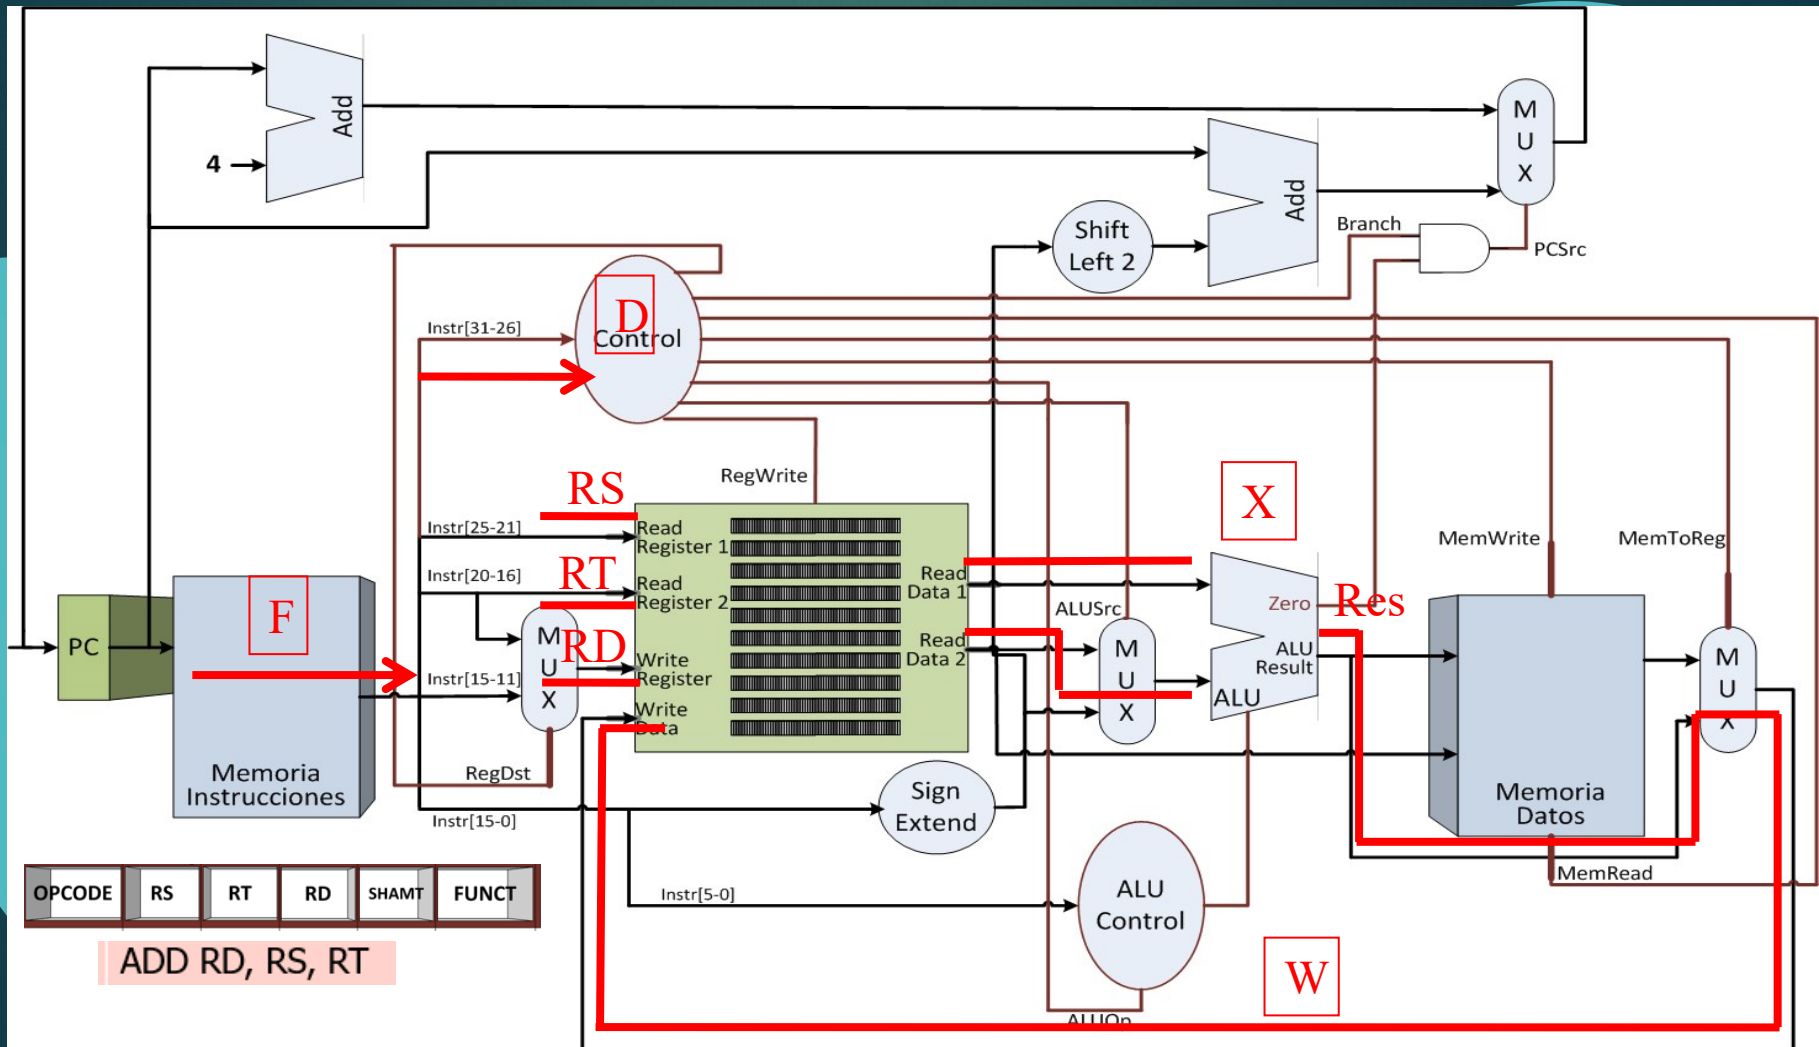 Add
4
M
U
X
Add
Shift
Left 2
Branch
PCSrc
D
Control
Instr[31-26]
RegWrite
RS
X
Instr[25-21]
Read
Register 1
MemWrite
MemToReg
RT
Instr[20-16]
Read
Register 2
Read
Data 1
ALUSrc
Zero
Res
F
PC
M
U
X
RD
Write
Register
Read
Data 2
M
U
X
ALU
Result
ALU
M
U
X
Instr[15-11]
Write
Data
RegDst
Memoria
Instrucciones
Sign
Extend
Memoria
Datos
Instr[15-0]
MemRead
OPCODE RS RT RD SHAMT FUNCT
Instr[5-0]
ALU
Control
ADD RD, RS, RT
W
ALUOp